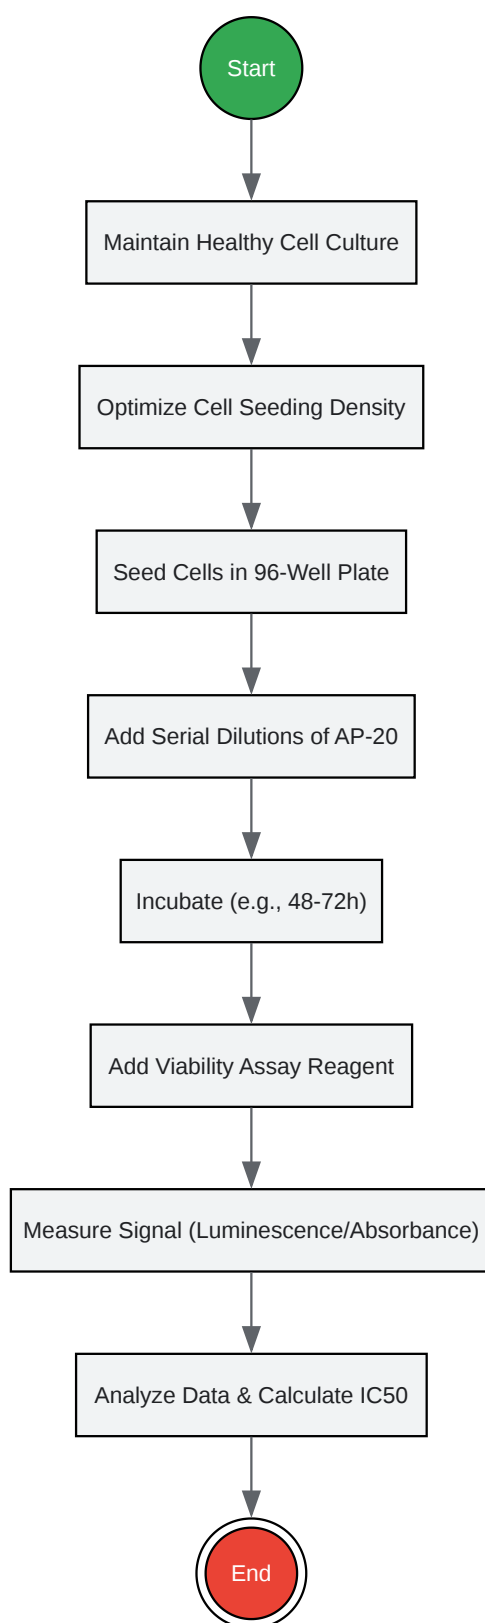 Start
Maintain Healthy Cell Culture
Optimize Cell Seeding Density
Seed Cells in 96-Well Plate
Add Serial Dilutions of AP-20
Incubate (e.g., 48-72h)
Add Viability Assay Reagent
Measure Signal (Luminescence/Absorbance)
Analyze Data & Calculate IC50
End